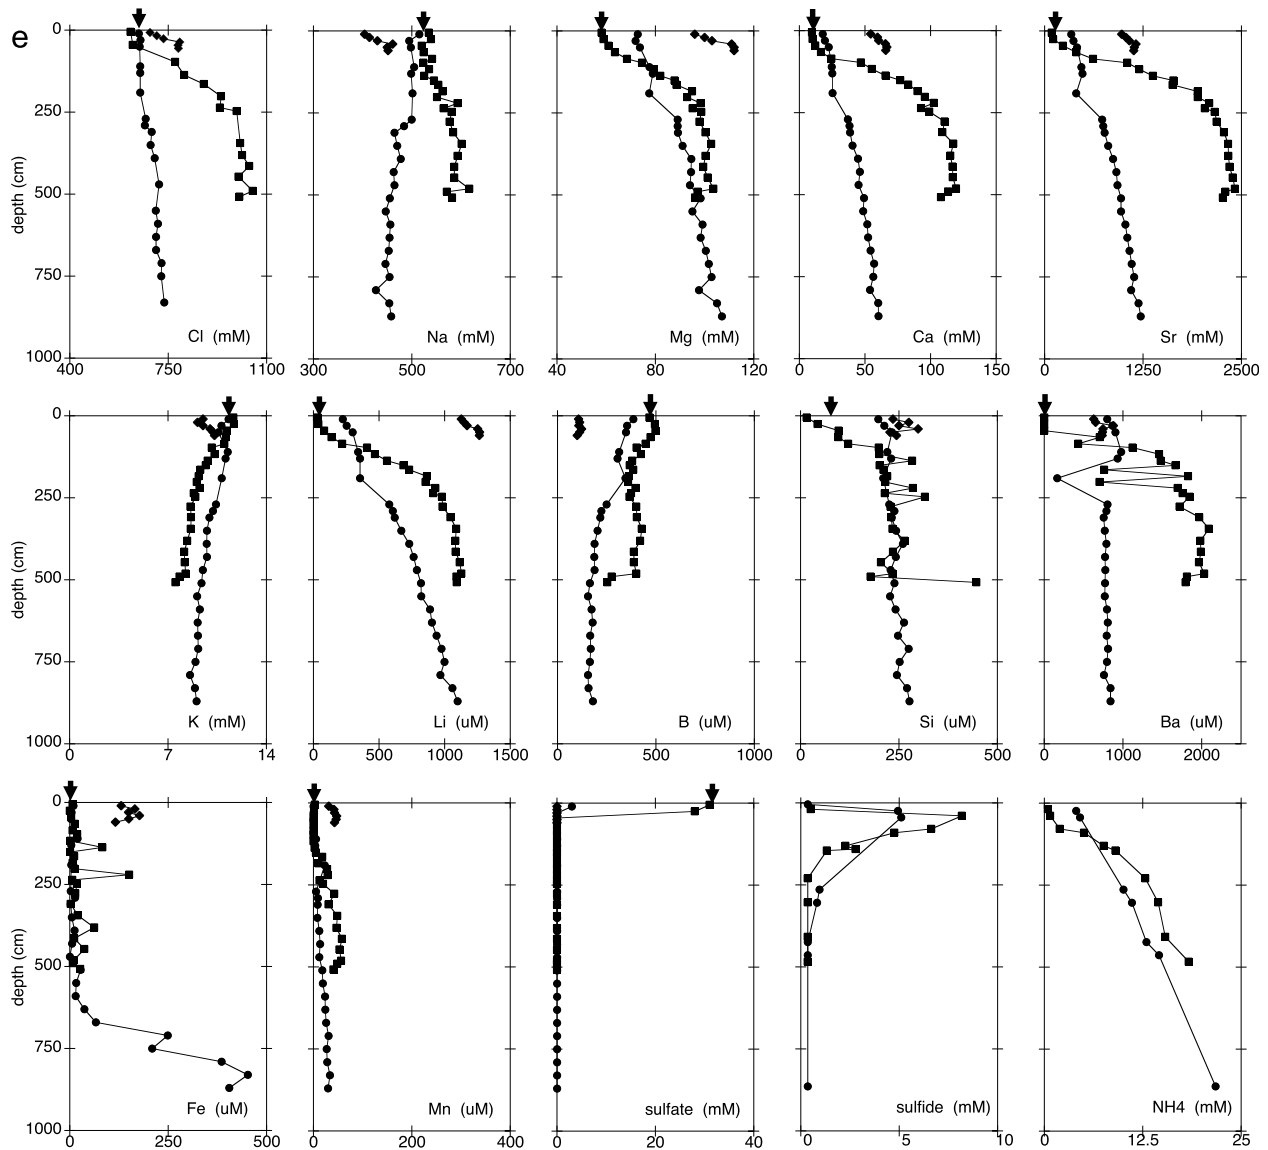 e
0
250
500
750
1000
depth (cm)
400 750 1100
Cl (mM)
300 500 700
Na (mM)
40 80 120
Mg (mM)
0 50 100 150
Ca (mM)
0 1250 2500
Sr (mM)
0
250
500
750
1000
depth (cm)
0 7 14
K (mM)
0 500 1000 1500
Li (uM)
0 500 1000
B (uM)
0 250 500
Si (uM)
0 1000 2000
Ba (uM)
0
250
500
750
1000
depth (cm)
0 250 500
Fe (uM)
0 200 400
Mn (uM)
0 20 40
sulfate (mM)
0 5 10
sulfide (mM)
0 12.5 25
NH4 (mM)